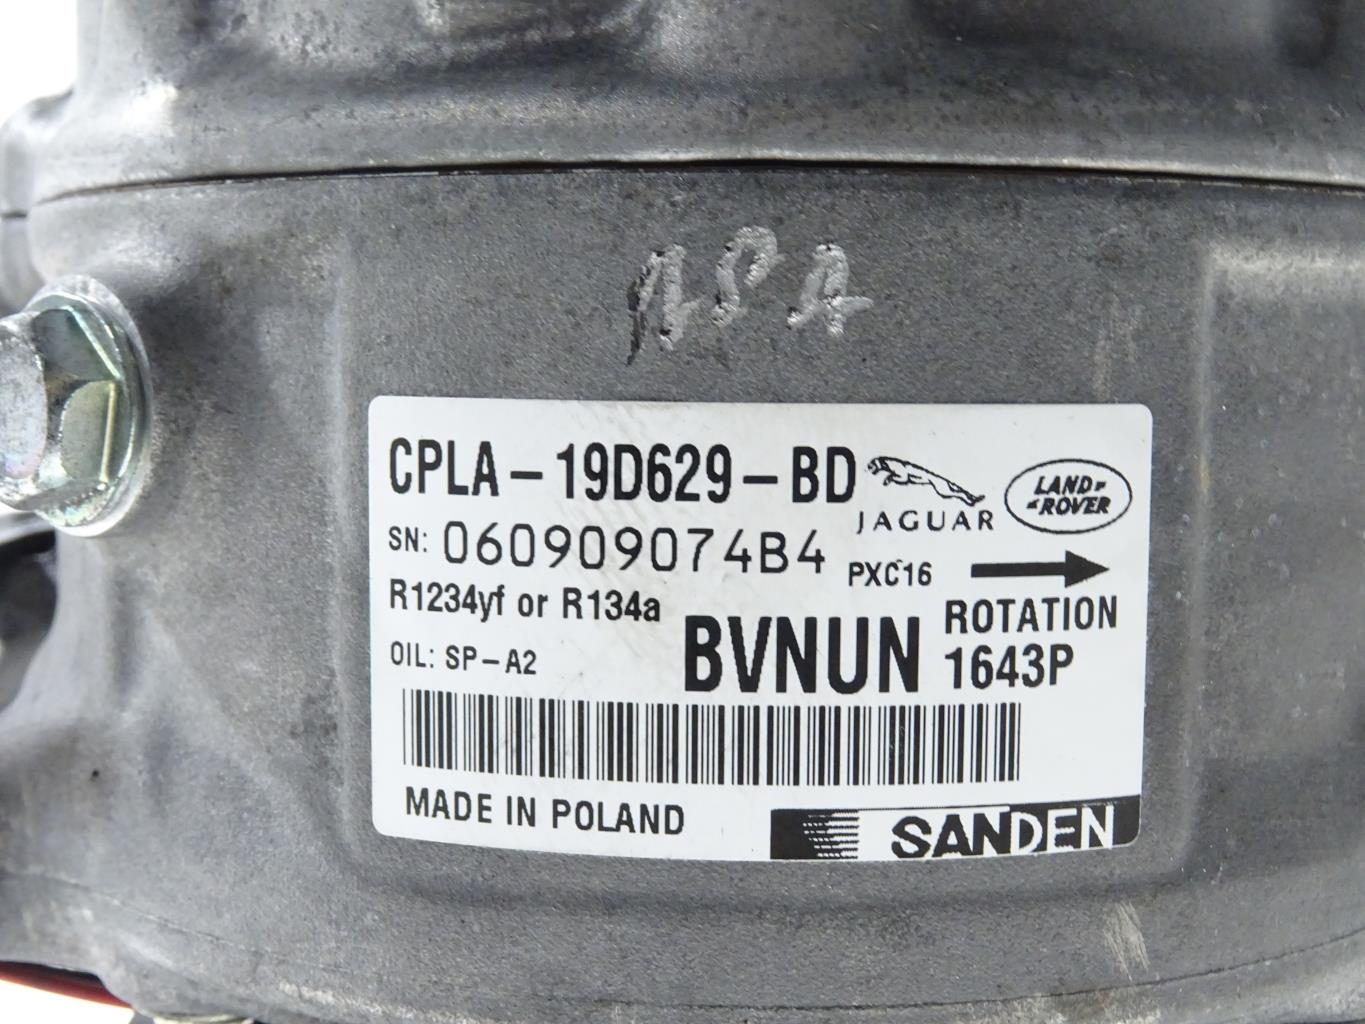 CPLA-19D629-BD
JAGUAR
LAND ROVER
SN: 060909074B4
PXC16
R1234yf or R134a
BVNUN
ROTATION
OIL: SP-A2
1643P
MADE IN POLAND
SANDEN